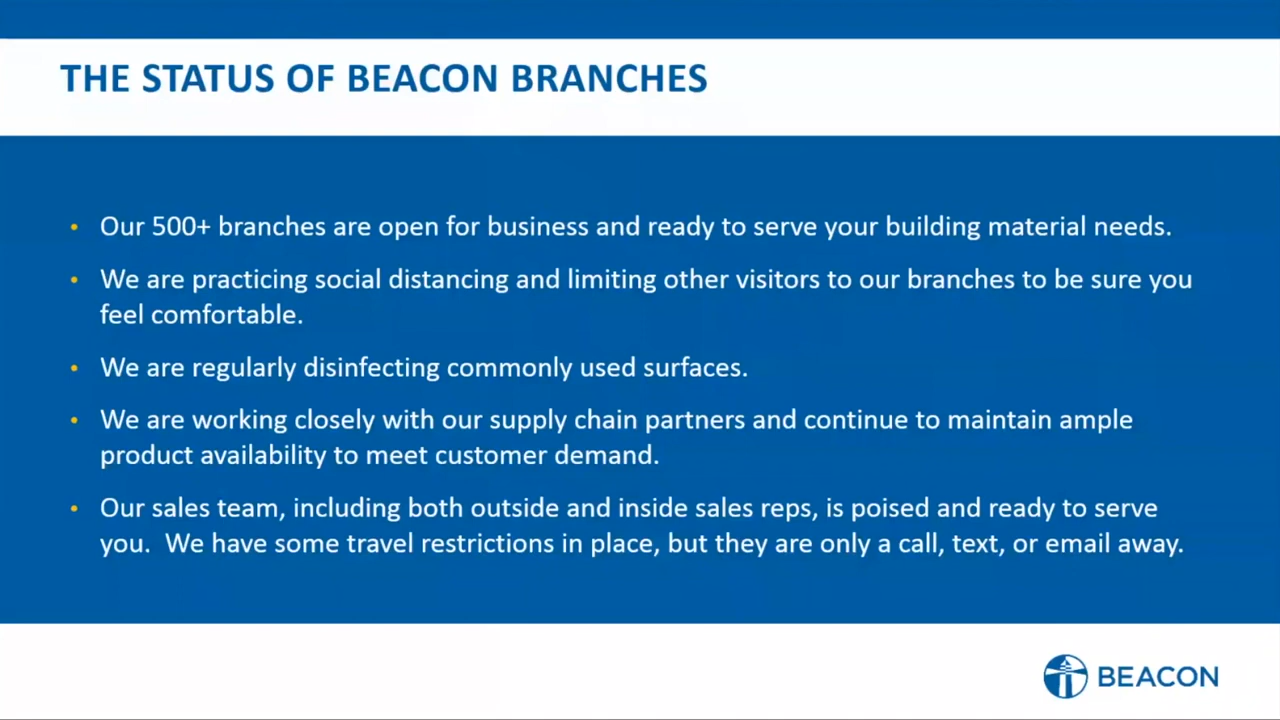 THE STATUS OF BEACON BRANCHES
• Our 500+ branches are open for business and ready to serve your building material needs.
• We are practicing social distancing and limiting other visitors to our branches to be sure you
feel comfortable.
• We are regularly disinfecting commonly used surfaces.
• We are working closely with our supply chain partners and continue to maintain ample
product availability to meet customer demand.
• Our sales team, including both outside and inside sales reps, is poised and ready to serve
you.  We have some travel restrictions in place, but they are only a call, text, or email away.
BEACON